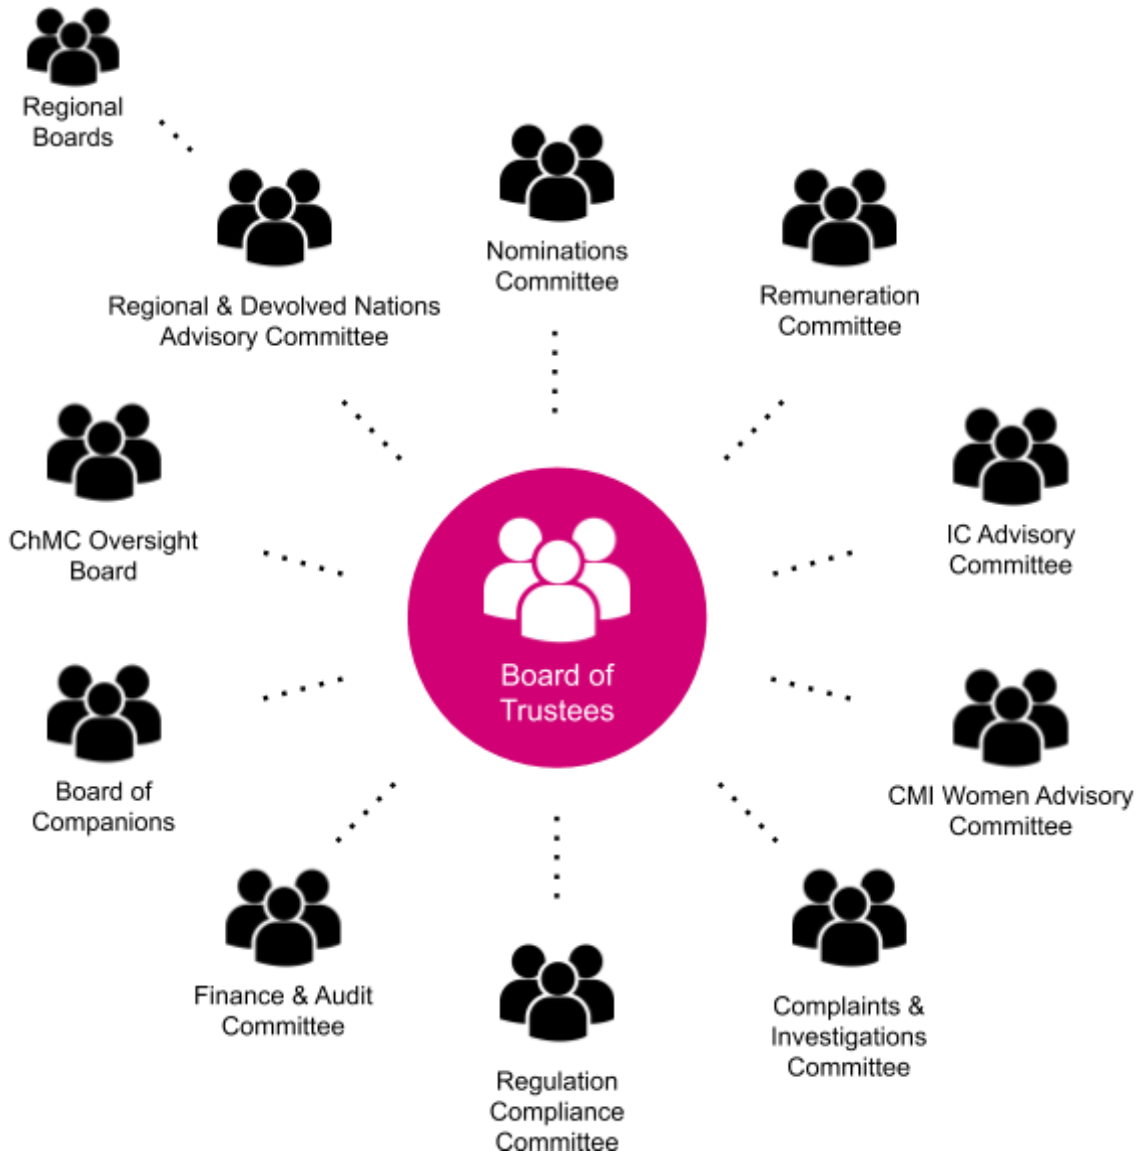 Regional
Boards
Nominations
Committee
Remuneration
Committee
Regional & Devolved Nations
Advisory Committee
ChMC Oversight
Board
IC Advisory
Committee
Board of
Trustees
Board of
Companions
CMI Women Advisory
Committee
Finance & Audit
Committee
Complaints &
Investigations
Committee
Regulation
Compliance
Committee